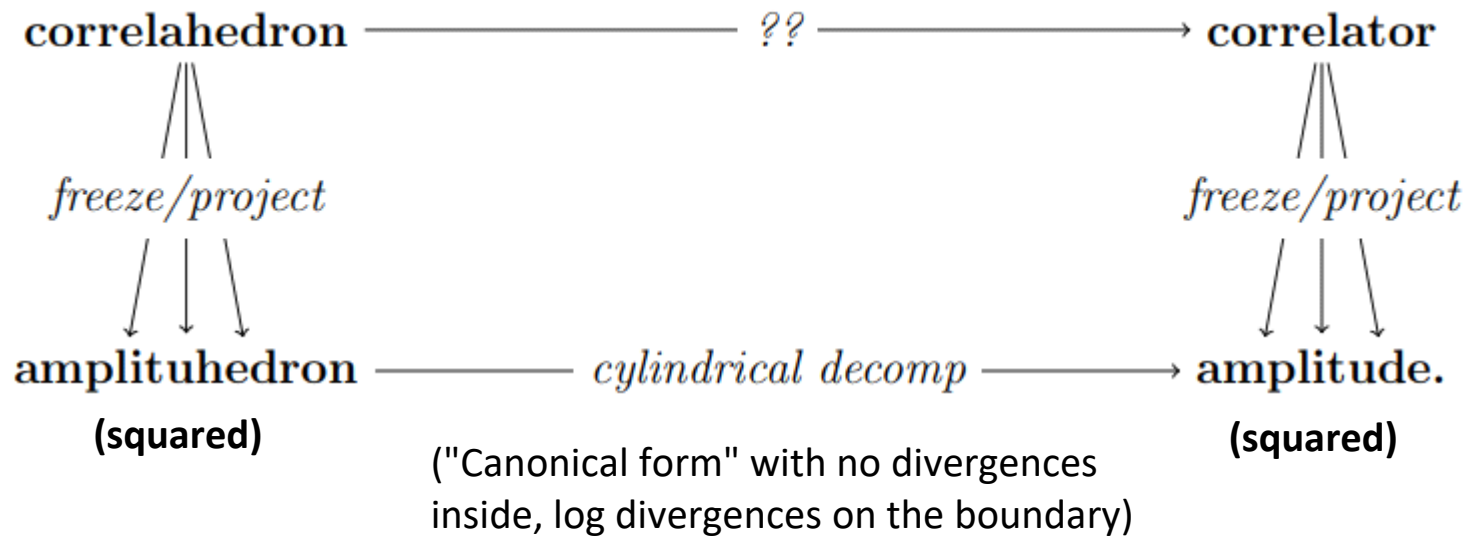 correlahedron ?? correlator
freeze/project freeze/project
amplituhedron cylindrical decomp amplitude.
(squared) (squared)
("Canonical form" with no divergences
inside, log divergences on the boundary)